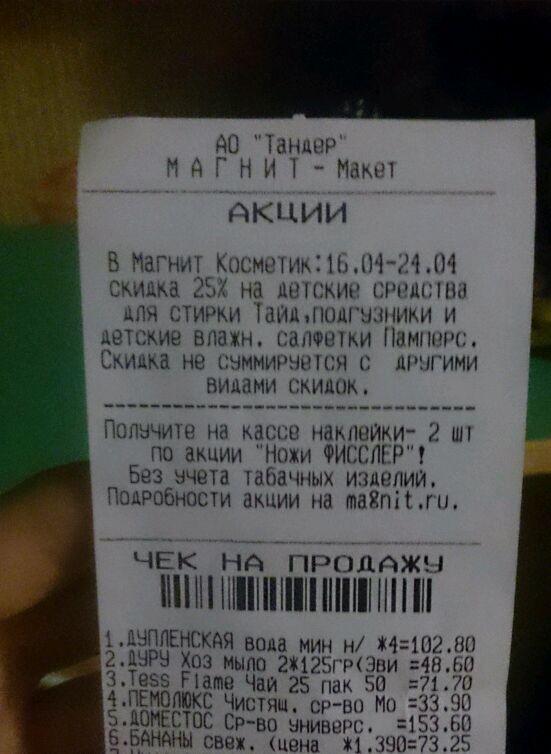 АО "Тандер"
МАГНИТ - Макет
АКЦИИ
В Магнит Косметик:16.04-24.04
скидка 25% на детские средства
для стирки Тайд,подгузники и
детские влажн. салфетки Памперс.
Скидка не суммируется с другими
видами скидок.
Получите на кассе наклейки- 2 шт
по акции "Ножи ФИССЛЕР"!
Без учета табачных изделий.
Подробности акции на magnit.ru.
ЧЕК НА ПРОДАЖУ
1.ДУПЛЕНСКАЯ вода мин н/ *4=102.80
2.ДУРУ Хоз мыло 2*125гр(Эви =48.60
3.Tess Flame Чай 25 пак 50 =71.70
4.ПЕМОЛЮКС Чистящ. ср-во Мо =33.90
5.ДОМЕСТОС Ср-во универс. =153.60
6.БАНАНЫ свеж. (цена *1.390=73.25